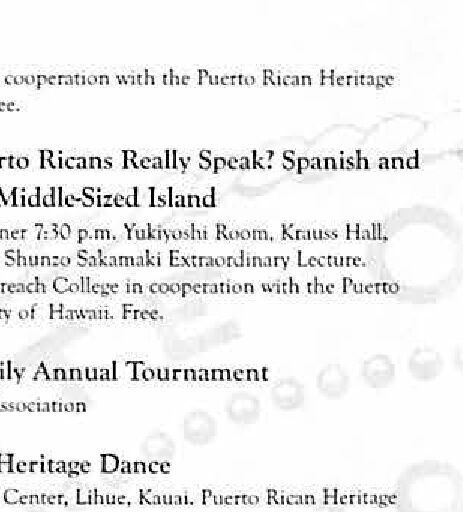 cooperation with the Puerto Rican Heritage
ee.
rto Ricans Really Speak? Spanish and
Middle-Sized Island
ner 7:30 p.m. Yukiyoshi Room, Krauss Hall,
Shunzo Sakamaki Extraordinary Lecture.
reach College in cooperation with the Puerto
ty of Hawaii. Free.
ily Annual Tournament
ssociation
Heritage Dance
Center, Lihue, Kauai. Puerto Rican Heritage